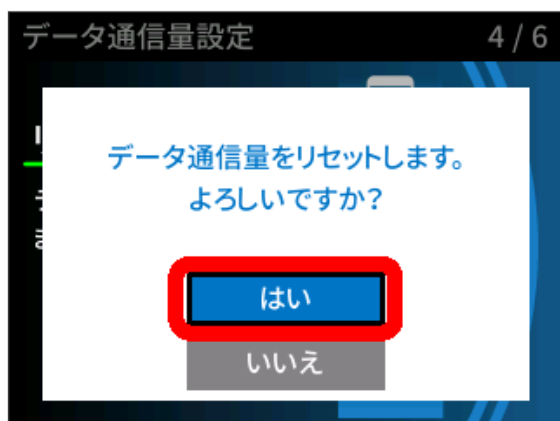 データ通信量設定 4 / 6
データ通信量をリセットします。
よろしいですか?
はい
いいえ